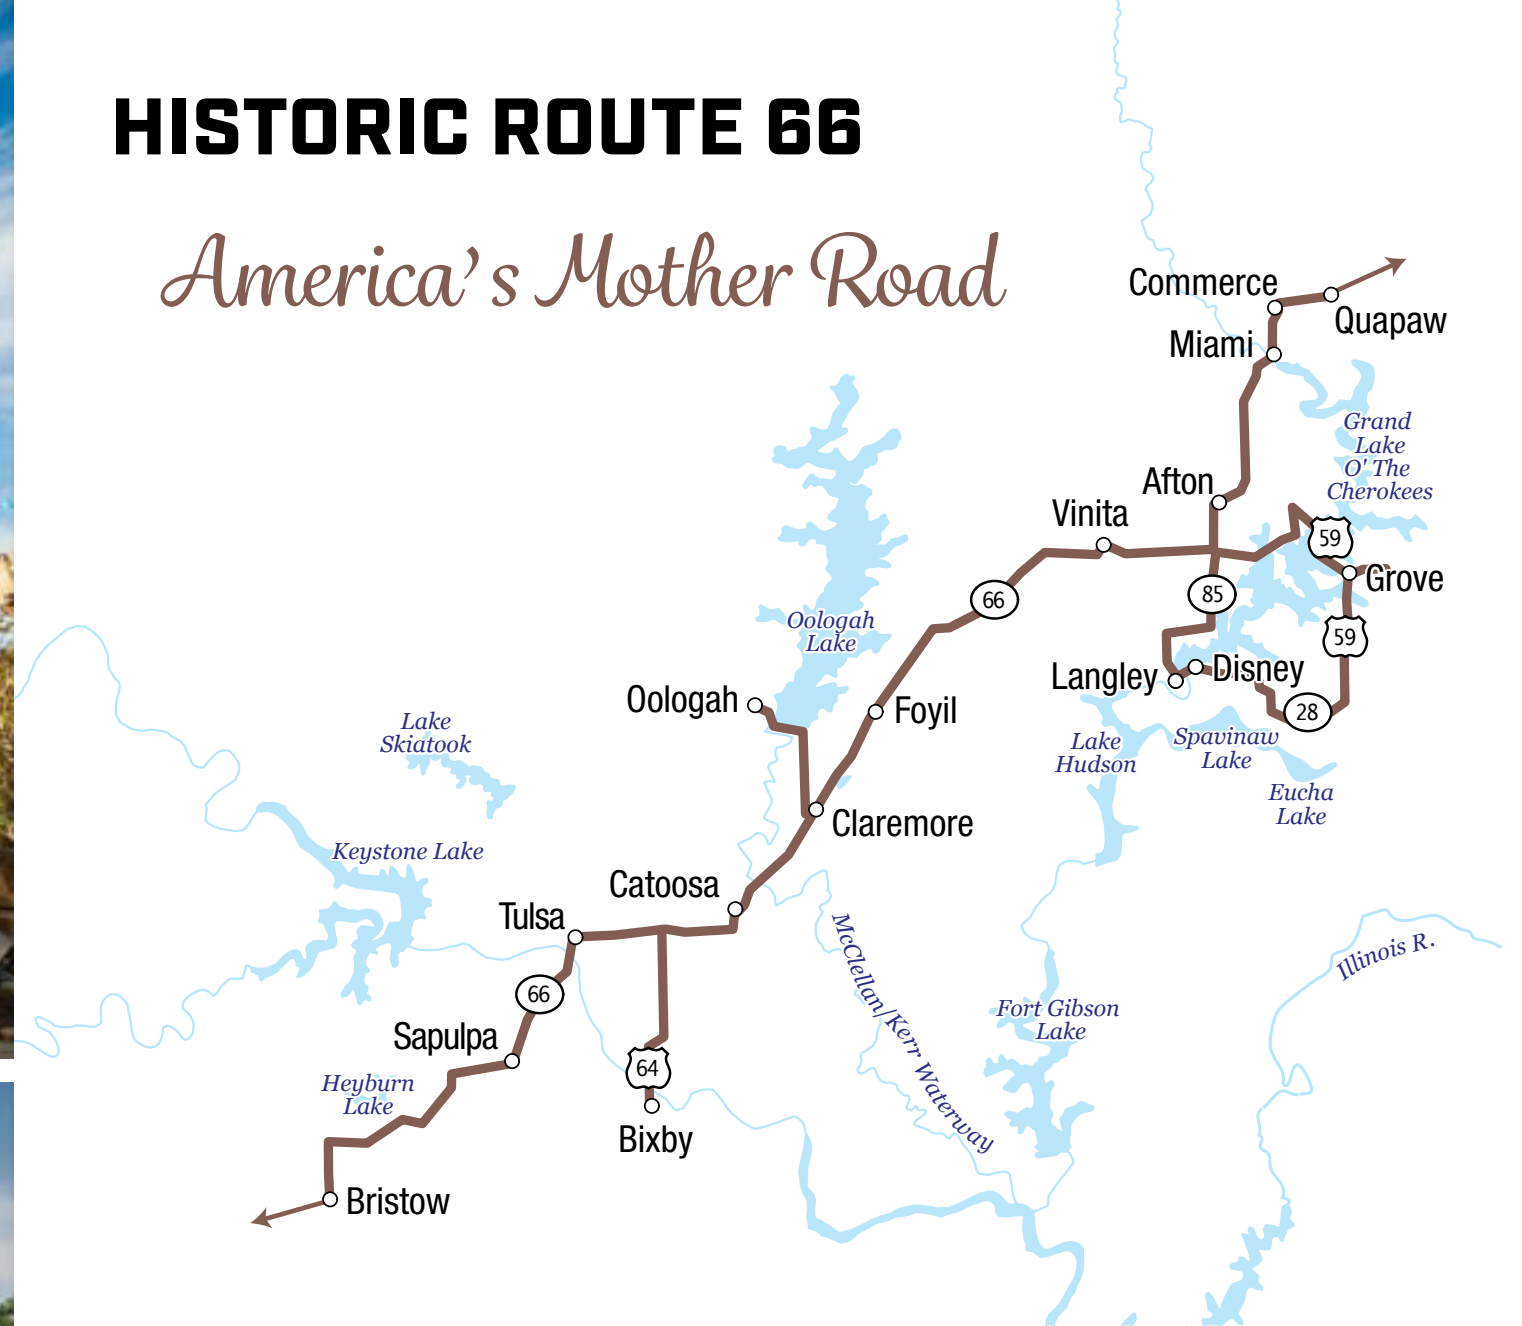 HISTORIC ROUTE 66
America's Mother Road
Commerce
Quapaw
Miami
Grand
Lake
O' The
Cherokees
Afton
Vinita
59
Grove
66
85
Oologah
Lake
59
Langley
Disney
Oologah
Foyil
28
Lake
Skiatook
Lake
Hudson
Spavinaw
Lake
Eucha
Lake
Claremore
Keystone Lake
Catoosa
Tulsa
McClellan/Kerr Waterway
Illinois R.
66
Fort Gibson
Lake
Sapulpa
64
Heyburn
Lake
Bixby
Bristow